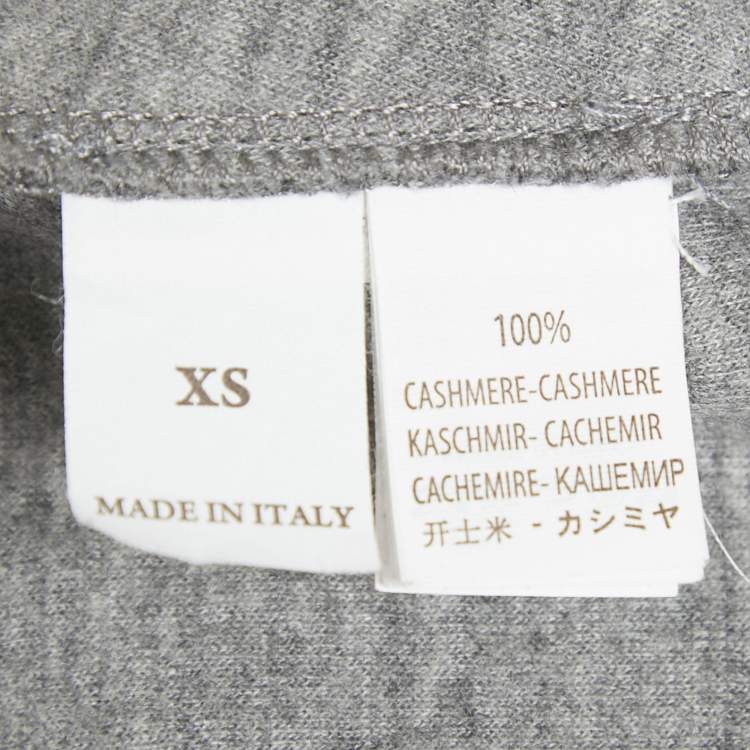 XS
MADE IN ITALY
100%
CASHMERE-CASHMERE
KASCHMIR- CACHEMIR
CACHEMIRE- КАШЕМИР
开士米 - カシミヤ